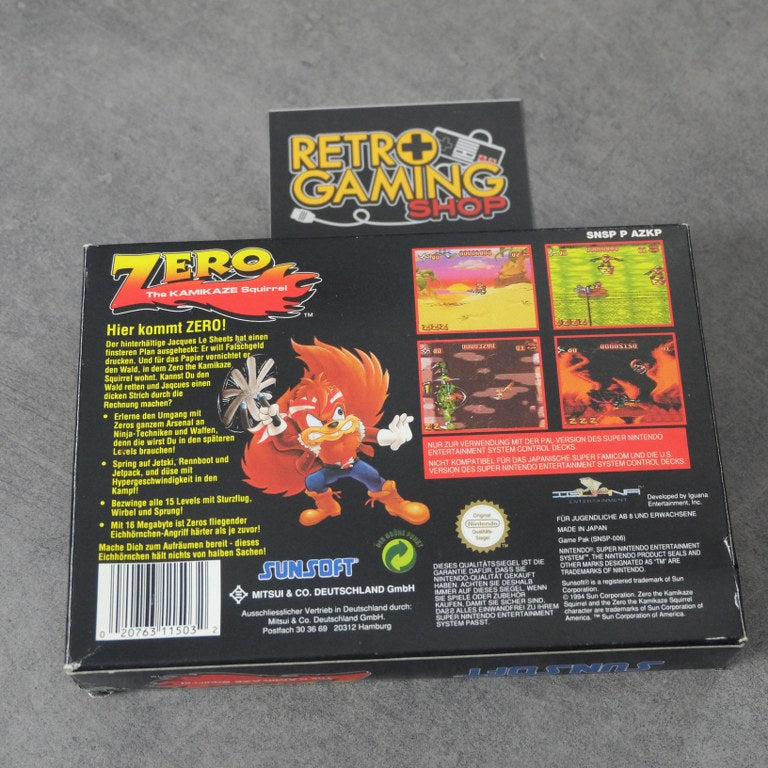 RETRO
GAMING
SHOP
SNSP P AZKP
ZERO
The KAMIKAZE Squirrel
TM
Hier kommt ZERO!
Der hinterhältige Jacques Le Sheets hat einen
finsteren Plan ausgeheckt: Er will Falschgeld
drucken. Und für das Papier vernichtet er
den Wald, in dem Zero the Kamikaze
Squirrel wohnt. Kannst Du den
Wald retten und Jaqcues einen
dicken Strich durch die
Rechnung machen?
• Erlerne den Umgang mit
Zeros ganzem Arsenal an
Ninja-Techniken und Waffen,
denn die wirst Du in den späteren
Levels brauchen!
• Spring auf Jetski, Rennboot und
Jetpack, und düse mit
Hypergeschwindigkeit in den
Kampf!
• Bezwinge alle 15 Levels mit Sturzflug,
Wirbel und Sprung!
• Mit 16 Megabyte ist Zeros fliegender
Eichhörnchen-Angriff härter als je zuvor!
Mache Dich zum Aufräumen bereit - dieses
Eichhörnchen hält nichts von halben Sachen!
NUR ZUR VERWENDUNG MIT DER PAL-VERSION DES SUPER NINTENDO
ENTERTAINMENT SYSTEM CONTROL DECKS.
NICHT KOMPATIBEL FÜR DAS JAPANISCHE SUPER FAMICOM UND DIE U.S.
VERSION DES SUPER NINTENDO ENTERTAINMENT SYSTEM CONTROL DECKS.
IGUANA
ENTERTAINMENT
Developed by Iguana
Entertainment, Inc.
FÜR JUGENDLICHE AB 8 UND ERWACHSENE
MADE IN JAPAN
Game Pak (SNSP-006)
NINTENDO®, SUPER NINTENDO ENTERTAINMENT
SYSTEM™, THE NINTENDO PRODUCT SEALS AND
OTHER MARKS DESIGNATED AS "TM" ARE
TRADEMARKS OF NINTENDO.
Sunsoft® is a registered trademark of Sun
Corporation.
© 1994 Sun Corporation. Zero the Kamikaze
Squirrel and Zero the Kamikaze Squirrel
character are trademarks of Sun Corporation of
America. ™ Sun Corporation of America.
Original
Nintendo
Qualitäts-
Siegel
DIESES QUALITÄTSSIEGEL IST DIE
GARANTIE DAFÜR, DASS SIE
NINTENDO-QUALITÄT GEKAUFT
HABEN. ACHTEN SIE DESHALB
IMMER AUF DIESES SIEGEL, WENN
SIE SPIELE ODER ZUBEHÖR
KAUFEN, DAMIT SIE SICHER SIND,
DASS ALLES EINWANDFREI ZU IHREM
SUPER NINTENDO ENTERTAINMENT
SYSTEM PASST.
DER GRÜNE PUNKT
SUNSOFT®
MITSUI & CO. DEUTSCHLAND GmbH
Ausschliesslicher Vertrieb in Deutschland durch:
Mitsui & Co. Deutschland GmbH.
Postfach 30 36 69 20312 Hamburg
0 20763 11503 2
The KAMIKAZE Squirrel
SUNSOFT